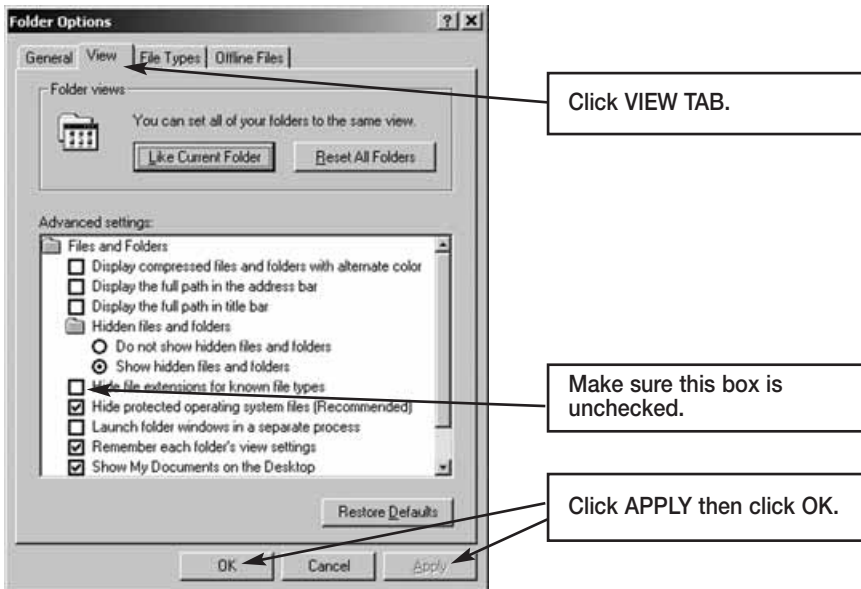 Folder Options
General View File Types Offline Files
Click VIEW TAB.
Folder views
You can set all of your folders to the same view.
Like Current Folder Reset All Folders
Advanced settings:
Files and Folders
Display compressed files and folders with alternate color
Display the full path in the address bar
Display the full path in title bar
Hidden files and folders
Do not show hidden files and folders
Show hidden files and folders
Hide file extensions for known file types
Make sure this box is
unchecked.
Hide protected operating system files (Recommended)
Launch folder windows in a separate process
Remember each folder's view settings
Show My Documents on the Desktop
Click APPLY then click OK.
Restore Defaults
OK Cancel Apply